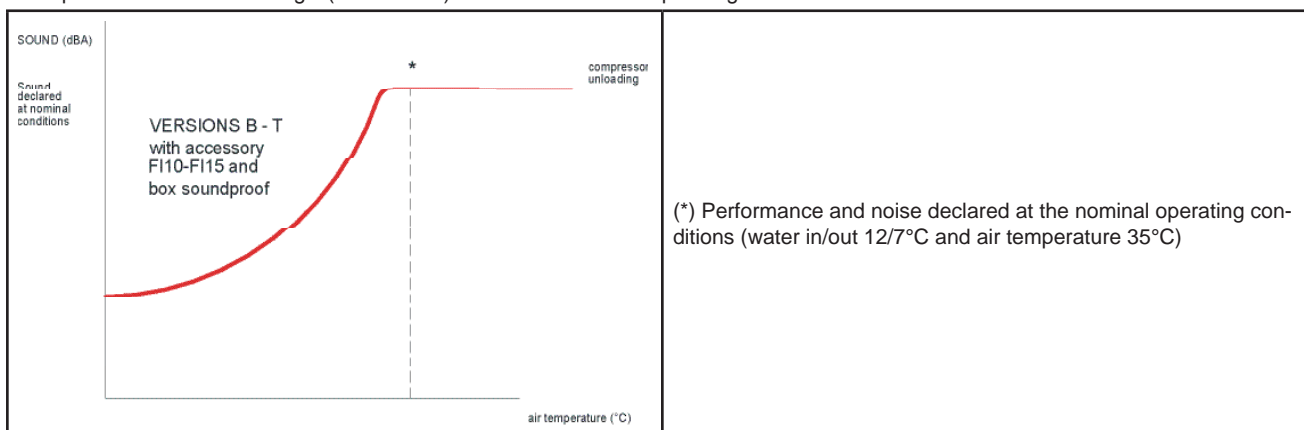 SOUND (dBA)
Sound
declared
at nominal
conditions
VERSIONS B - T
with accessory
FI10-FI15 and
box soundproof
*
compressor
unloading
air temperature (°C)
(*) Performance and noise declared at the nominal operating con-
ditions (water in/out 12/7°C and air temperature 35°C)